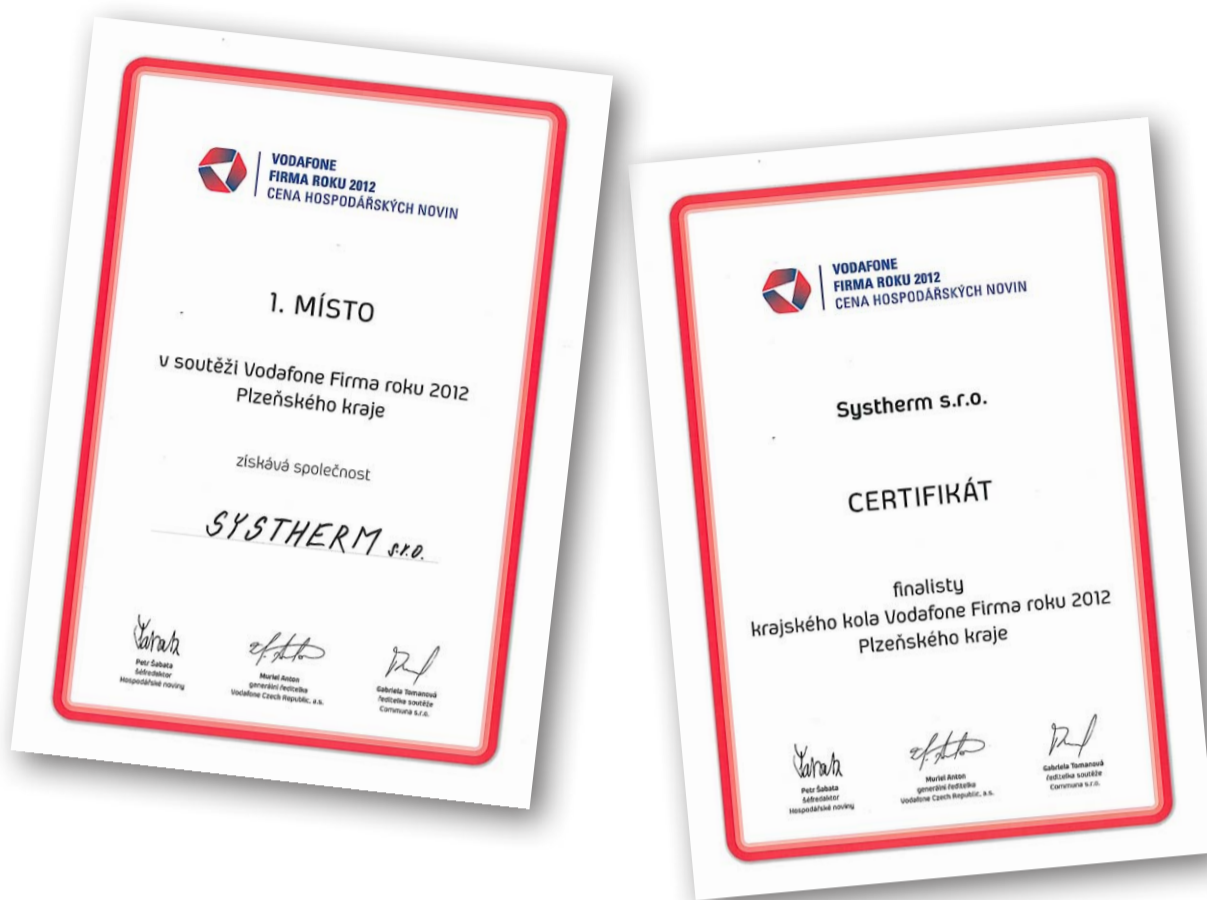 VODAFONE
FIRMA ROKU 2012
CENA HOSPODÁŘSKÝCH NOVIN
1. MÍSTO
v soutěži Vodafone Firma roku 2012
Plzeňského kraje
získává společnost
SYSTHERM s.r.o.
Petr Šabata
šéfredaktor
Hospodářské noviny
Muriel Anton
generální ředitelka
Vodafone Czech Republic, a.s.
Gabriela Tomanová
ředitelka soutěže
Communa s.r.o.
VODAFONE
FIRMA ROKU 2012
CENA HOSPODÁŘSKÝCH NOVIN
Systherm s.r.o.
CERTIFIKÁT
finalisty
krajského kola Vodafone Firma roku 2012
Plzeňského kraje
Petr Šabata
šéfredaktor
Hospodářské noviny
Muriel Anton
generální ředitelka
Vodafone Czech Republic, a.s.
Gabriela Tomanová
ředitelka soutěže
Communa s.r.o.